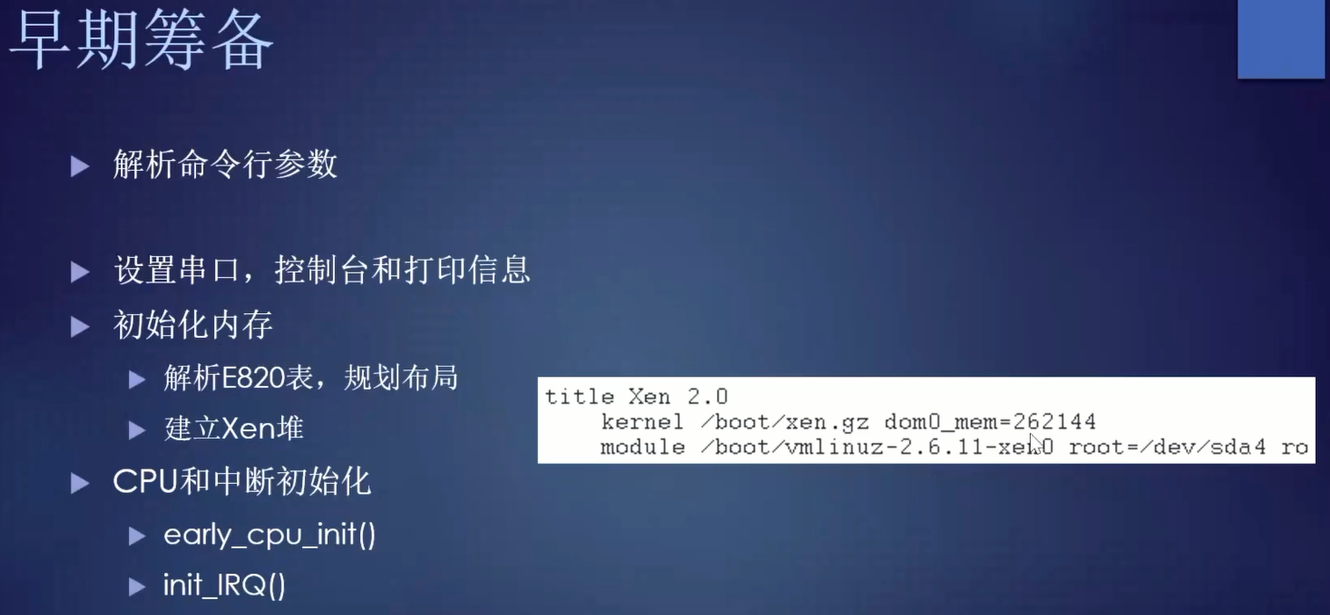 早期筹备
解析命令行参数
设置串口，控制台和打印信息
初始化内存
解析E820表，规划布局
建立Xen堆
CPU和中断初始化
early_cpu_init()
init_IRQ()
title Xen 2.0
kernel /boot/xen.gz dom0_mem=262144
module /boot/vmlinuz-2.6.11-xen0 root=/dev/sda4 ro